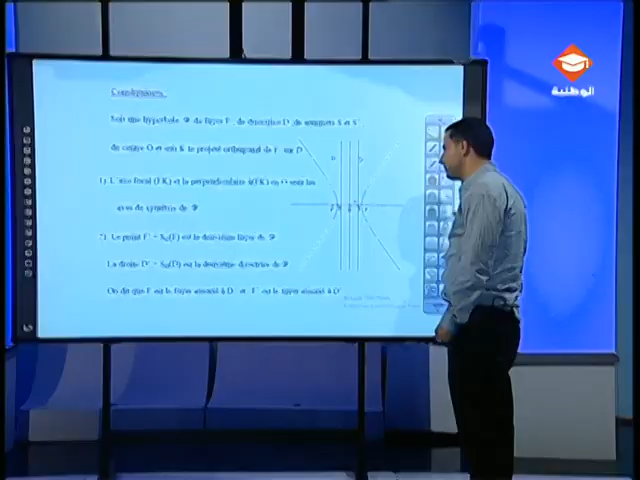 الوطنية
Conséquences
Soit une hyperbole de foyer F, de directrice D, de sommets S et S'
de centre O et soit K le projeté orthogonal de F sur D
1) L'axe focal (FK) et la perpendiculaire à (FK) en O sont les
axes de symétrie de
2) Le point F' = S₀(F) est le deuxième foyer de
La droite D' = S₀(D) est la deuxième directrice de
On dit que F est le foyer associé à D et F' est le foyer associé à D'